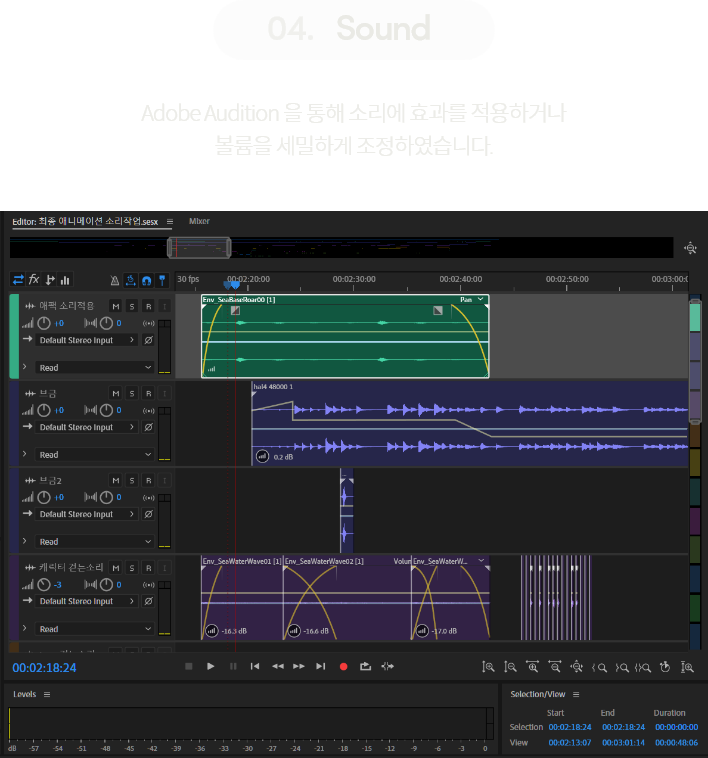 04. Sound
Adobe Audition 을 통해 소리에 효과를 적용하거나
볼륨을 세밀하게 조정하였습니다.
Editor: 최종 애니메이션 소리작업.sesx
Mixer
30 fps 00:02:20:00 00:02:30:00 00:02:40:00 00:02:50:00 00:03:00:0
애팩 소리적용 M S R I
+0 0
Default Stereo Input
Read
Env_SeaBaseRoar00 [1] Pan
브금 M S R I
+0 0
Default Stereo Input
Read
hal4 48000 1
0.2 dB
브금2 M S R I
+0 0
Default Stereo Input
Read
캐릭터 걷는소리 M S R I
-3 0
Default Stereo Input
Read
Env_SeaWaterWave01 [1] Env_SeaWaterWave02 [1] Volun Env_SeaWaterW...
-16.3 dB -16.6 dB -17.0 dB
00:02:18:24
Levels
dB -57 -54 -51 -48 -45 -42 -39 -36 -33 -30 -27 -24 -21 -18 -15 -12 -9 -6 -3 0
Selection/View
Start End Duration
Selection 00:02:18:24 00:02:18:24 00:00:00:00
View 00:02:13:07 00:03:01:14 00:00:48:06